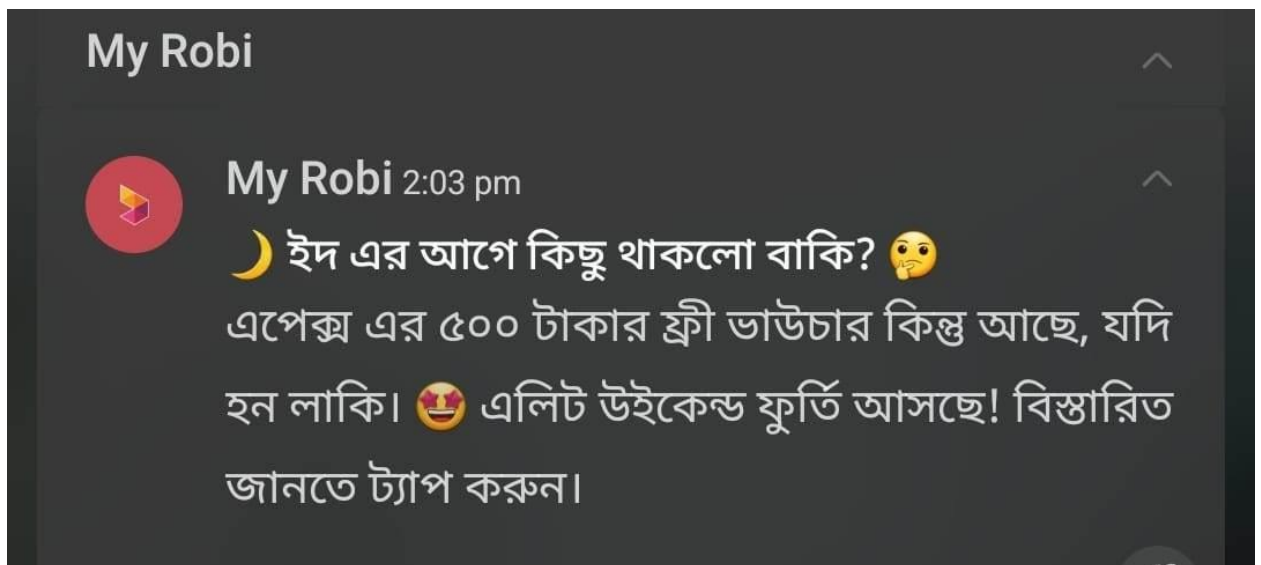 My Robi
My Robi 2:03 pm
🌙 ইদ এর আগে কিছু থাকলো বাকি? 🤔
এপেক্স এর ৫০০ টাকার ফ্রী ভাউচার কিন্তু আছে, যদি
হন লাকি। 🤩 এলিট উইকেন্ড ফুর্তি আসছে! বিস্তারিত
জানতে ট্যাপ করুন।